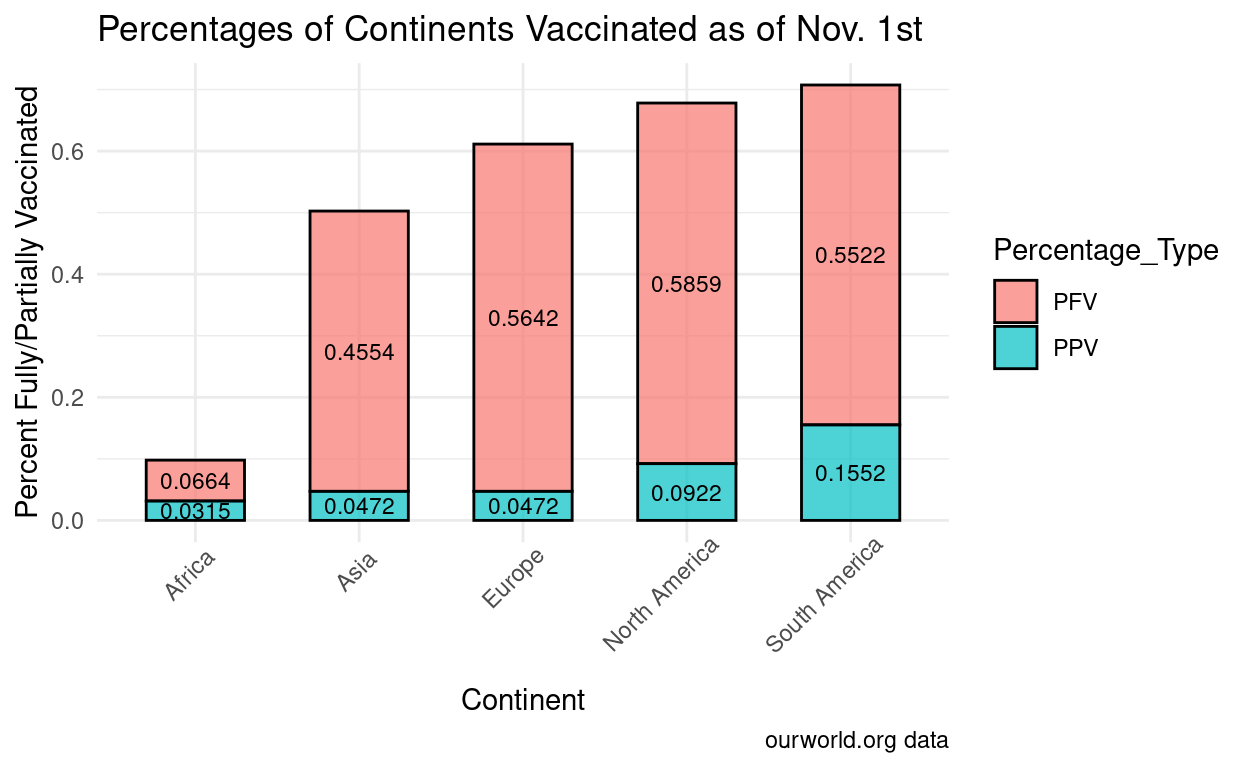 Percentages of Continents Vaccinated as of Nov. 1st
Percent Fully/Partially Vaccinated
0.6
0.4
0.2
0.0
0.0664
0.0315
0.4554
0.0472
0.5642
0.0472
0.5859
0.0922
0.5522
0.1552
Africa
Asia
Europe
North America
South America
Continent
Percentage_Type
PFV
PPV
ourworld.org data